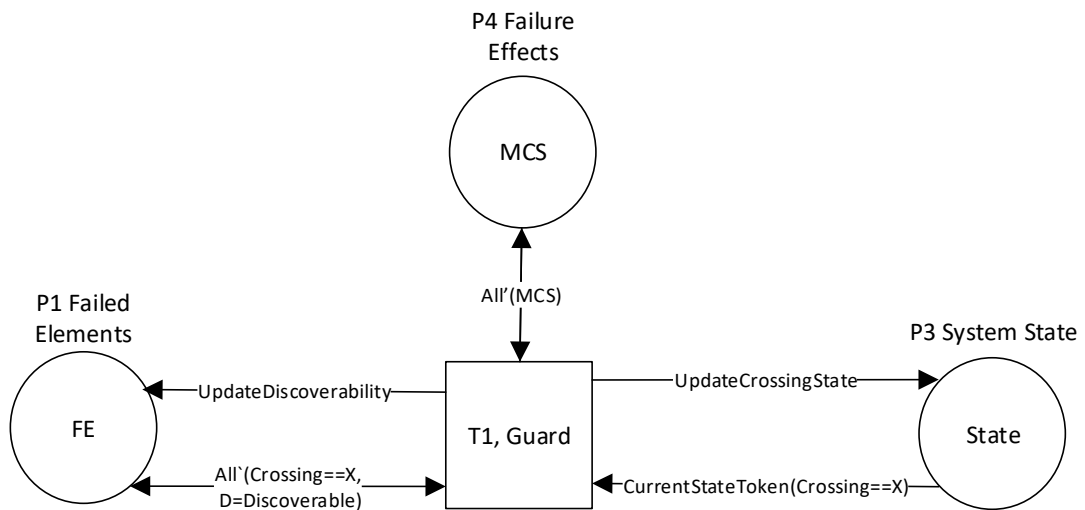 P4 Failure
Effects
MCS
All’(MCS)
P1 Failed
Elements
P3 System State
UpdateDiscoverability
UpdateCrossingState
FE
T1, Guard
State
All`(Crossing==X,
D=Discoverable)
CurrentStateToken(Crossing==X)